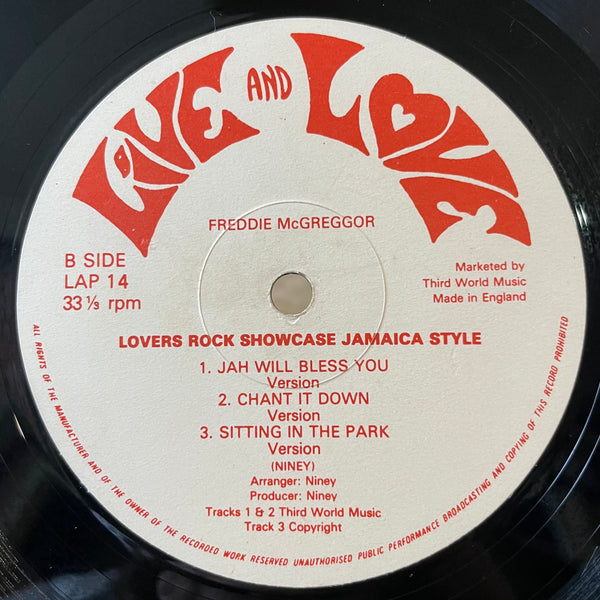 LIVE AND LOVE
FREDDIE McGREGGOR
B SIDE
LAP 14
33 ⅓ rpm
Marketed by
Third World Music
Made in England
LOVERS ROCK SHOWCASE JAMAICA STYLE
1. JAH WILL BLESS YOU
Version
2. CHANT IT DOWN
Version
3. SITTING IN THE PARK
Version
(NINEY)
Arranger: Niney
Producer: Niney
Tracks 1 & 2 Third World Music
Track 3 Copyright
ALL RIGHTS OF THE MANUFACTURER AND OF THE OWNER OF THE RECORDED WORK RESERVED UNAUTHORISED PUBLIC PERFORMANCE BROADCASTING AND COPYING OF THIS RECORD PROHIBITED